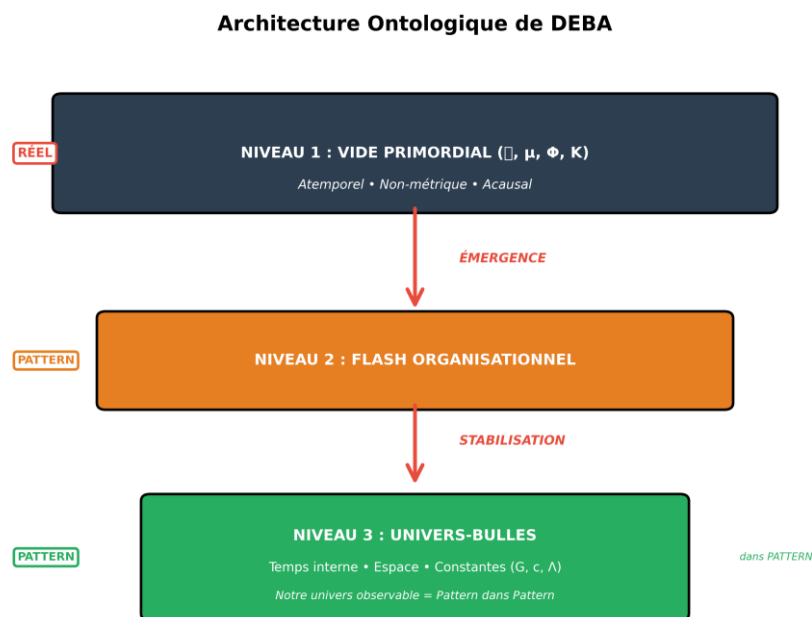 Architecture Ontologique de DEBA
RÉEL
NIVEAU 1 : VIDE PRIMORDIAL (▯, μ, Φ, K)
Atemporel • Non-métrique • Acausal
ÉMERGENCE
PATTERN
NIVEAU 2 : FLASH ORGANISATIONNEL
STABILISATION
NIVEAU 3 : UNIVERS-BULLES
PATTERN
Temps interne • Espace • Constantes (G, c, Λ)
dans PATTERN
Notre univers observable = Pattern dans Pattern